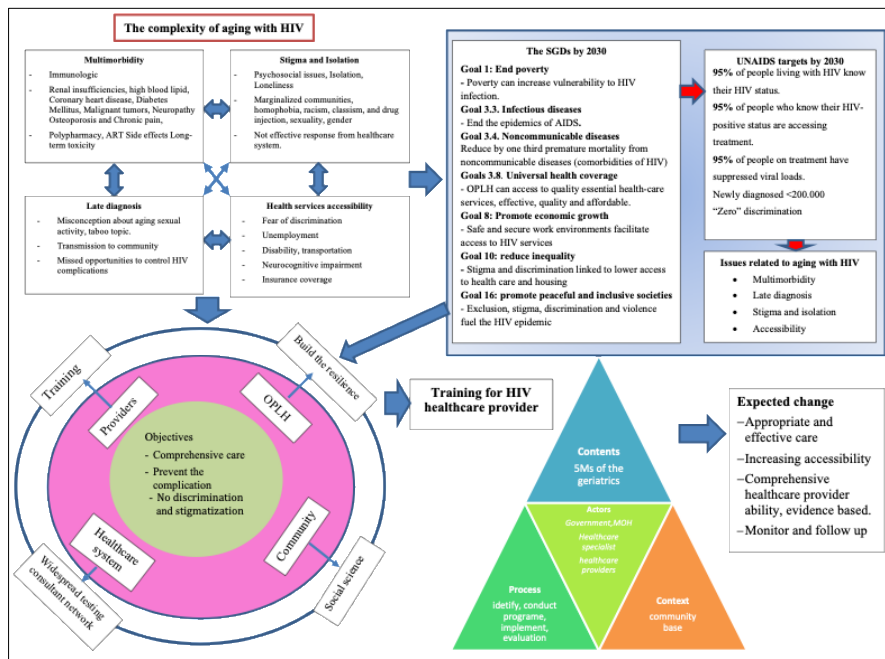 The complexity of aging with HIV
Multimorbidity
- Immunologic
- Renal insufficiencies, high blood lipid,
Coronary heart disease, Diabetes
Mellitus, Malignant tumors, Neuropathy
Osteoporosis and Chronic pain,
- Polypharmacy, ART Side effects Long-
term toxicity
Stigma and Isolation
- Psychosocial issues, Isolation,
Loneliness
- Marginalized communities,
homophobia, racism, classism, and drug
injection, sexuality, gender
- Not effective response from healthcare
system.
Late diagnosis
- Misconception about aging sexual
activity, taboo topic.
- Transmission to community
- Missed opportunities to control HIV
complications
Health services accessibility
- Fear of discrimination
- Unemployment
- Disability, transportation
- Neurocognitive impairment
- Insurance coverage
The SGDs by 2030
Goal 1: End poverty
- Poverty can increase vulnerability to HIV
infection.
Goal 3.3. Infectious diseases
- End the epidemics of AIDS.
Goal 3.4. Noncommunicable diseases
Reduce by one third premature mortality from
noncommunicable diseases (comorbidities of HIV)
Goals 3.8. Universal health coverage
- OPLH can access to quality essential health-care
services, effective, quality and affordable.
Goal 8: Promote economic growth
- Safe and secure work environments facilitate
access to HIV services
Goal 10: reduce inequality
- Stigma and discrimination linked to lower access
to health care and housing
Goal 16: promote peaceful and inclusive societies
- Exclusion, stigma, discrimination and violence
fuel the HIV epidemic
UNAIDS targets by 2030
95% of people living with HIV know
their HIV status.
95% of people who know their HIV-
positive status are accessing
treatment.
95% of people on treatment have
suppressed viral loads.
Newly diagnosed <200.000
“Zero” discrimination
Issues related to aging with HIV
• Multimorbidity
• Late diagnosis
• Stigma and isolation
• Accessibility
Training
Build the resilience
Providers
OPLH
Objectives
- Comprehensive care
- Prevent the
complication
- No discrimination
and stigmatization
Healthcare
system
Community
Widespread testing
consultant network
Social science
Training for HIV
healthcare provider
Contents
5Ms of the
geriatrics
Actors
Government,MOH
Healthcare
specialist
healthcare
providers
Process
idetify, conduct
programe,
implement,
evaluation
Context
community
base
Expected change
–Appropriate and
effective care
–Increasing accessibility
–Comprehensive
healthcare provider
ability, evidence based.
–Monitor and follow up